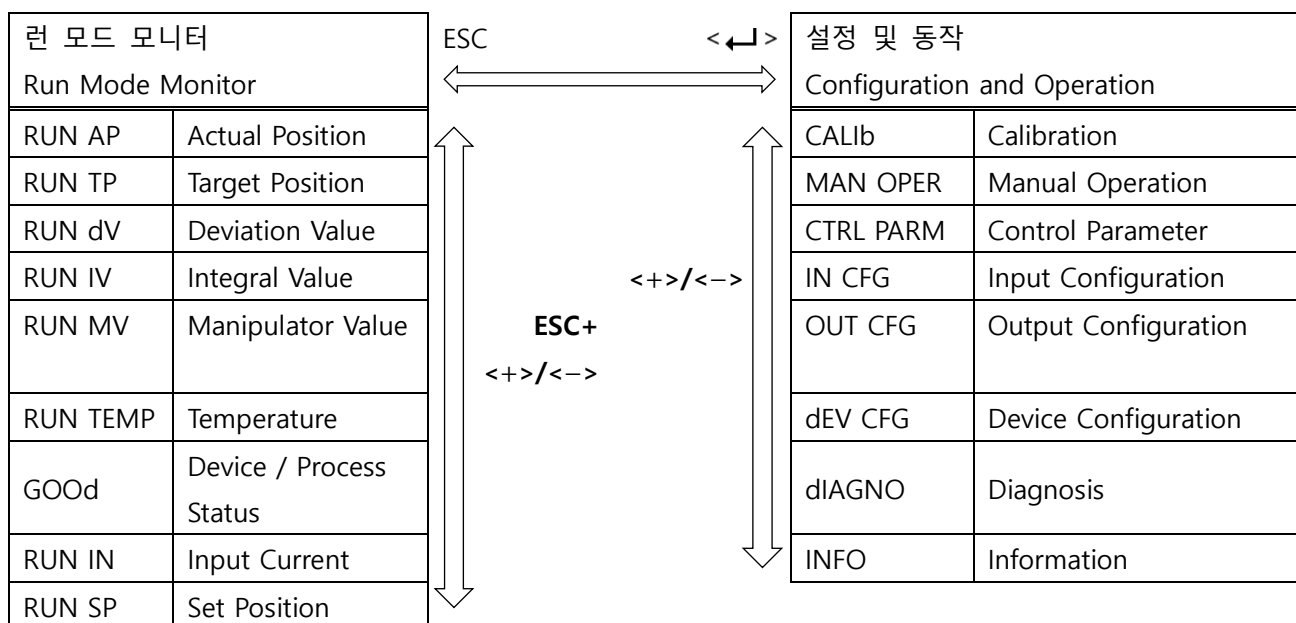 런 모드 모니터
Run Mode Monitor
RUN AP Actual Position
RUN TP Target Position
RUN dV Deviation Value
RUN IV Integral Value
RUN MV Manipulator Value
RUN TEMP Temperature
GOOd Device / Process
Status
RUN IN Input Current
RUN SP Set Position
ESC <↵>
<+>/<−>
ESC+
<+>/<−>
설정 및 동작
Configuration and Operation
CALIb Calibration
MAN OPER Manual Operation
CTRL PARM Control Parameter
IN CFG Input Configuration
OUT CFG Output Configuration
dEV CFG Device Configuration
dIAGNO Diagnosis
INFO Information